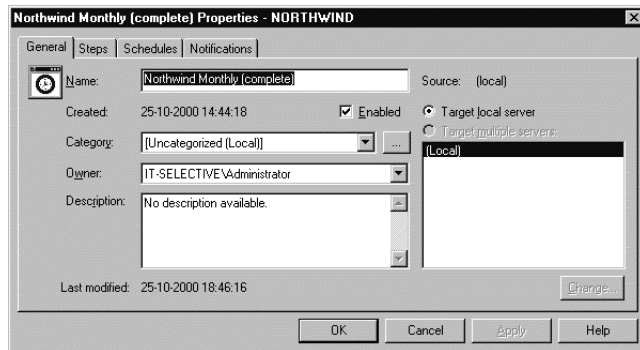 Northwind Monthly (complete) Properties - NORTHWIND
General Steps Schedules Notifications
Name: Northwind Monthly (complete) Source: (local)
Created: 25-10-2000 14:44:18 Enabled Target local server
Target multiple servers:
Category: [Uncategorized (Local)] ... (Local)
Owner: IT-SELECTIVE\Administrator
Description: No description available.
Last modified: 25-10-2000 18:46:16 Change...
OK Cancel Apply Help